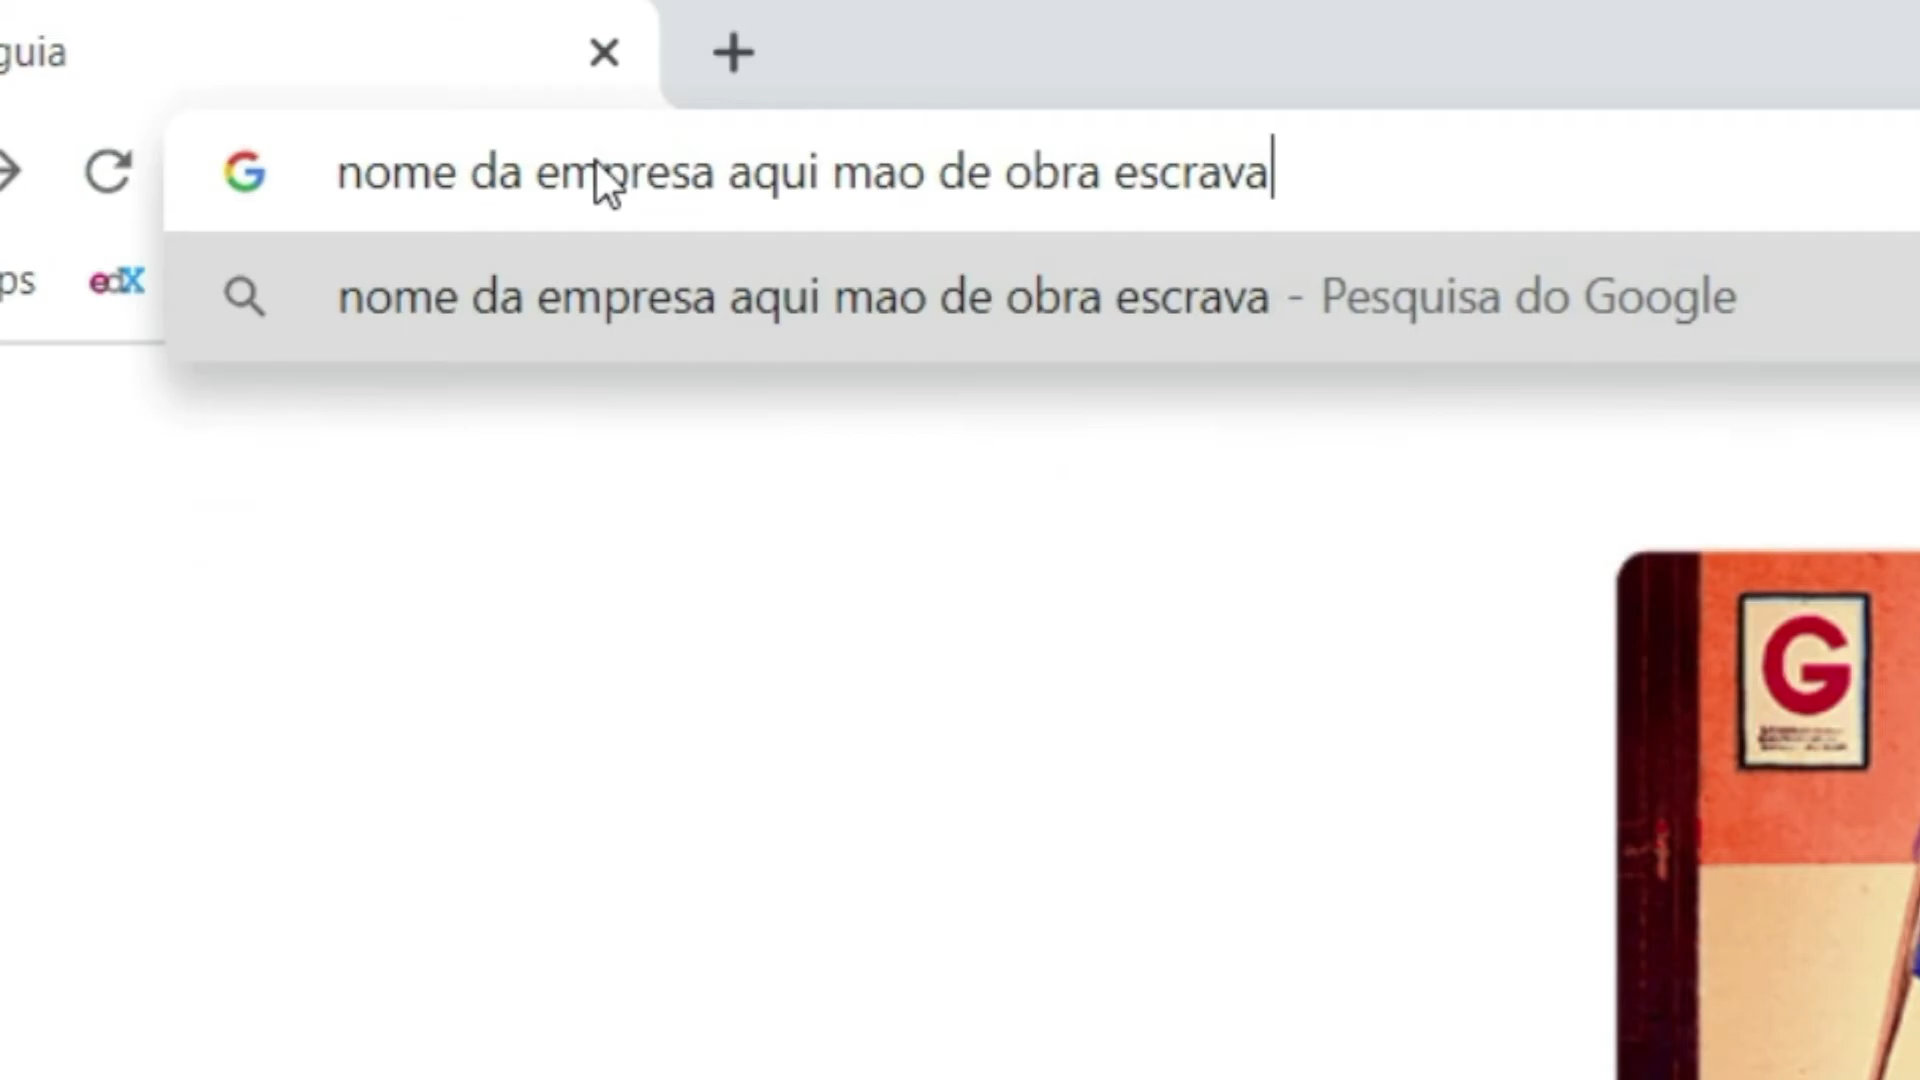 guia
nome da empresa aqui mao de obra escrava
ps edX
nome da empresa aqui mao de obra escrava - Pesquisa do Google
G